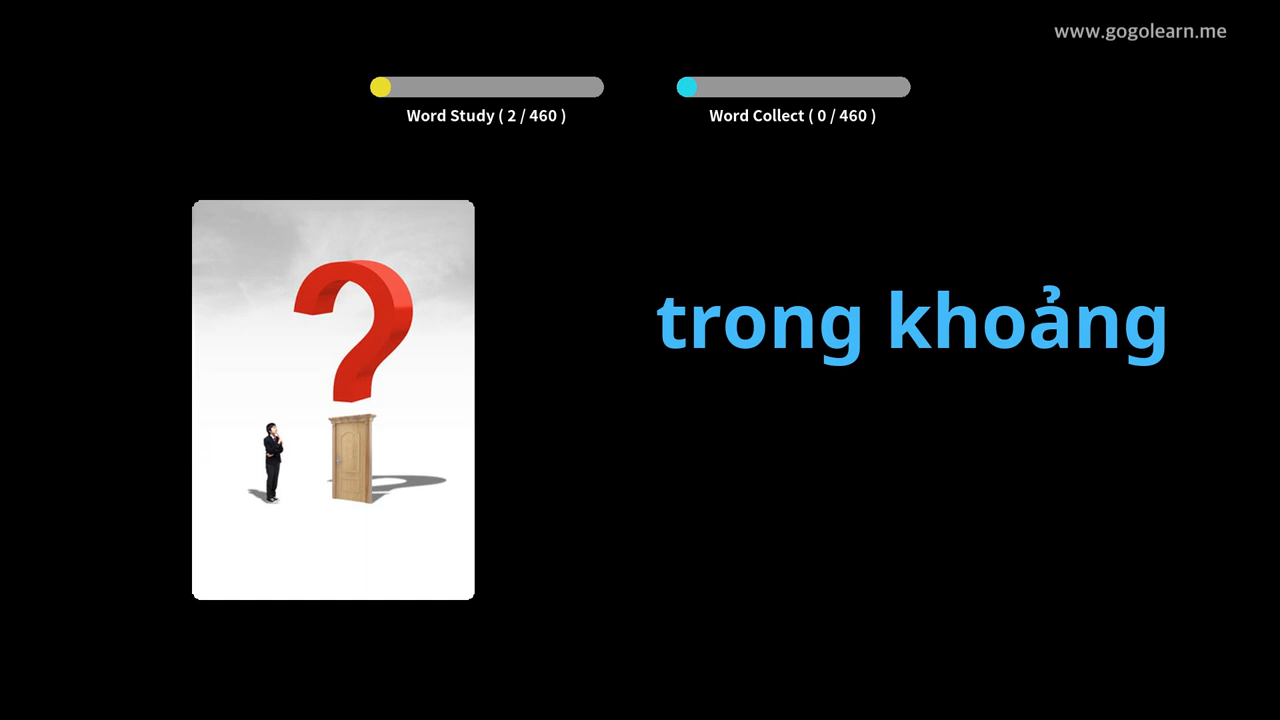 www.gogolearn.me
Word Study ( 2 / 460 )
Word Collect ( 0 / 460 )
?
trong khoảng